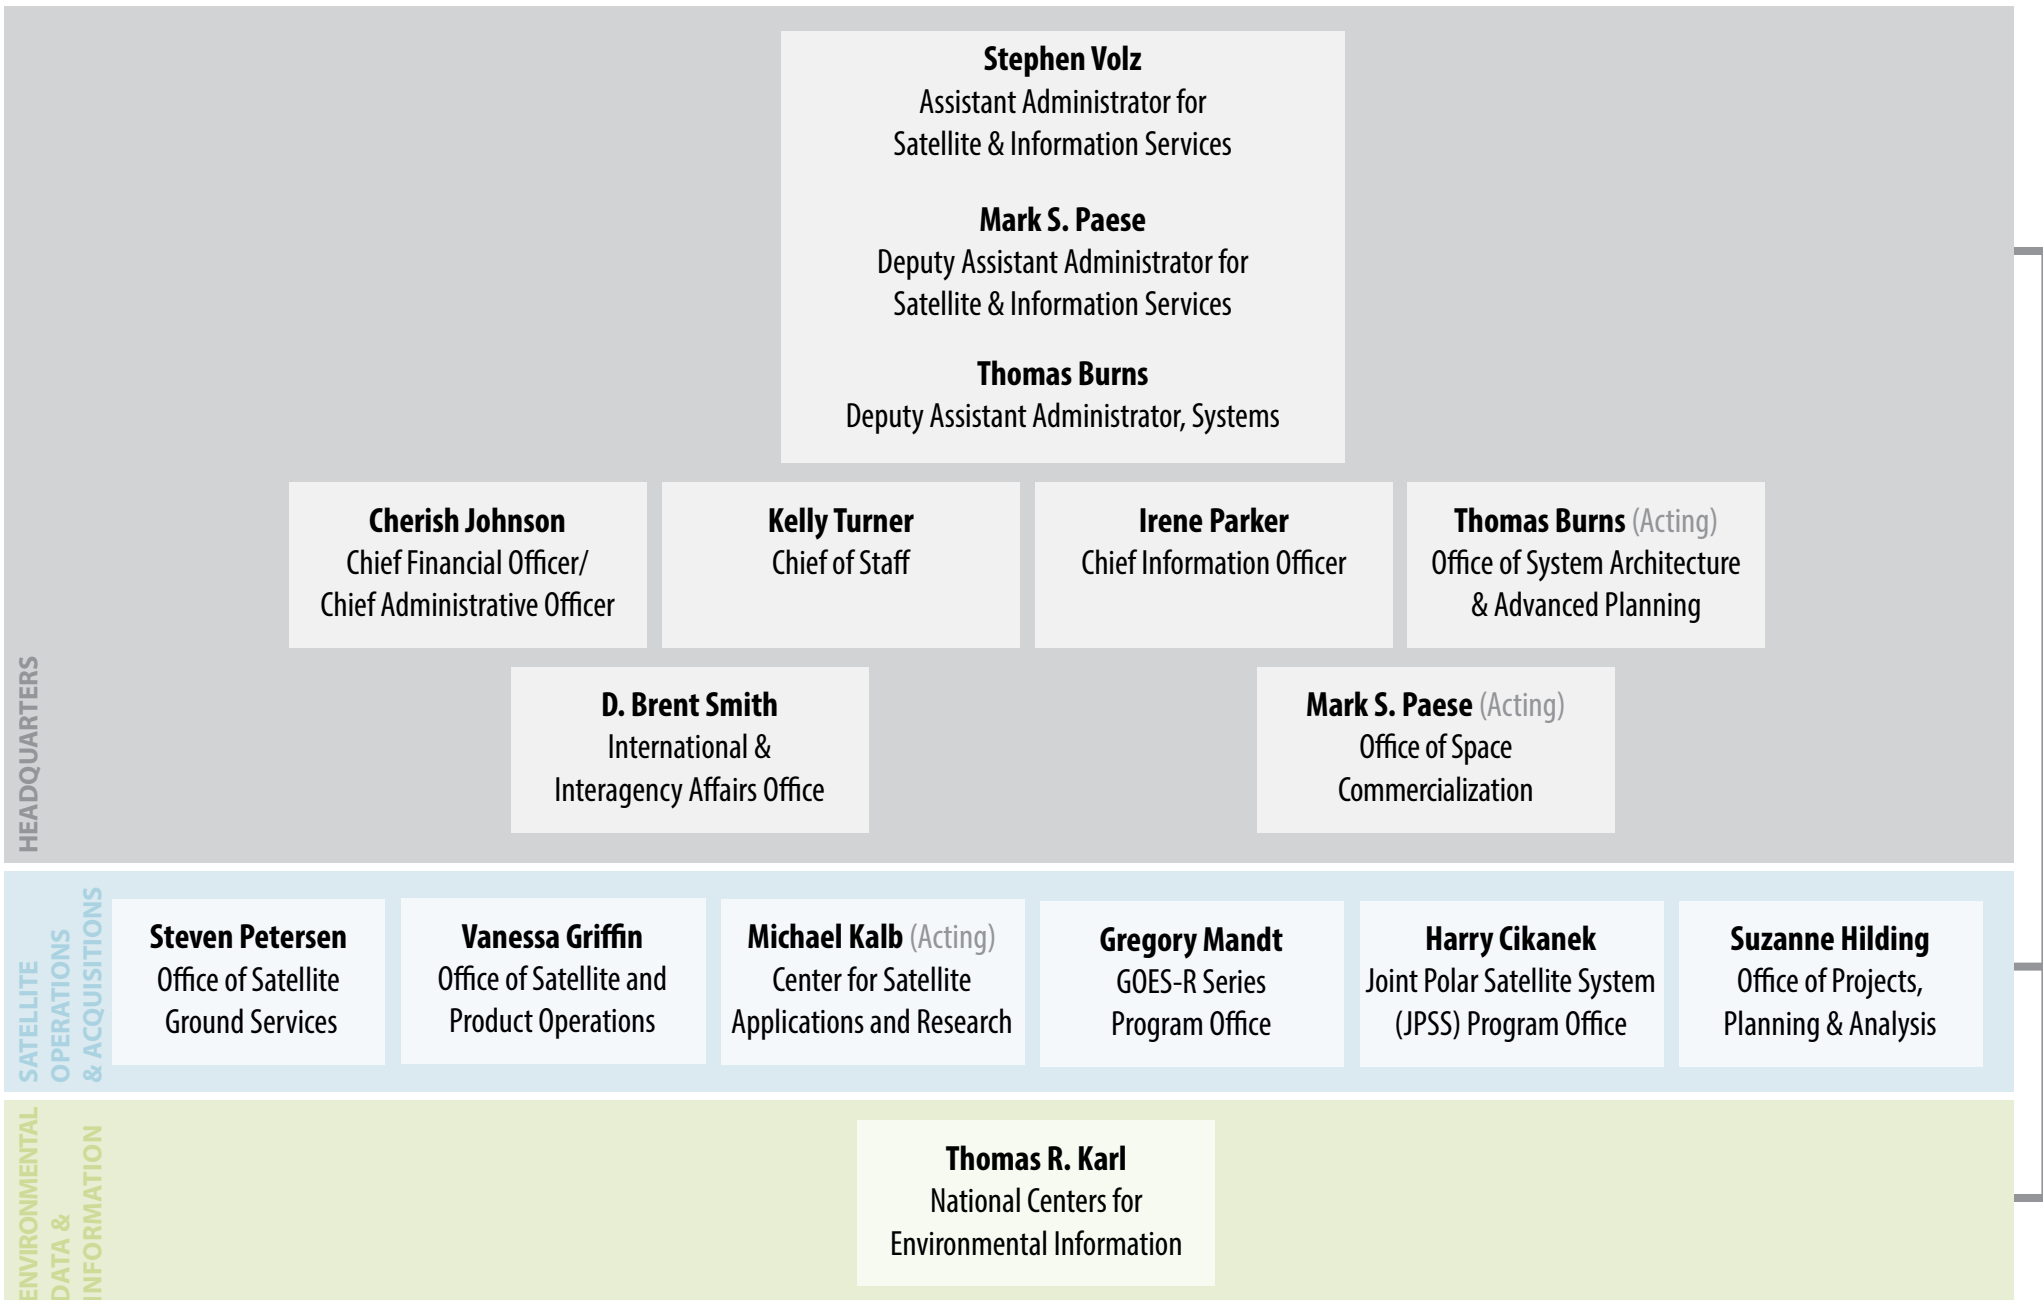 Stephen Volz
Assistant Administrator for
Satellite & Information Services
Mark S. Paese
Deputy Assistant Administrator for
Satellite & Information Services
Thomas Burns
Deputy Assistant Administrator, Systems
Cherish Johnson
Chief Financial Officer/
Chief Administrative Officer
Kelly Turner
Chief of Staff
Irene Parker
Chief Information Officer
Thomas Burns (Acting)
Office of System Architecture
& Advanced Planning
D. Brent Smith
International &
Interagency Affairs Office
Mark S. Paese (Acting)
Office of Space
Commercialization
HEADQUARTERS
SATELLITE
OPERATIONS
& ACQUISITIONS
Steven Petersen
Office of Satellite
Ground Services
Vanessa Griffin
Office of Satellite and
Product Operations
Michael Kalb (Acting)
Center for Satellite
Applications and Research
Gregory Mandt
GOES-R Series
Program Office
Harry Cikanek
Joint Polar Satellite System
(JPSS) Program Office
Suzanne Hilding
Office of Projects,
Planning & Analysis
ENVIRONMENTAL
DATA &
INFORMATION
Thomas R. Karl
National Centers for
Environmental Information